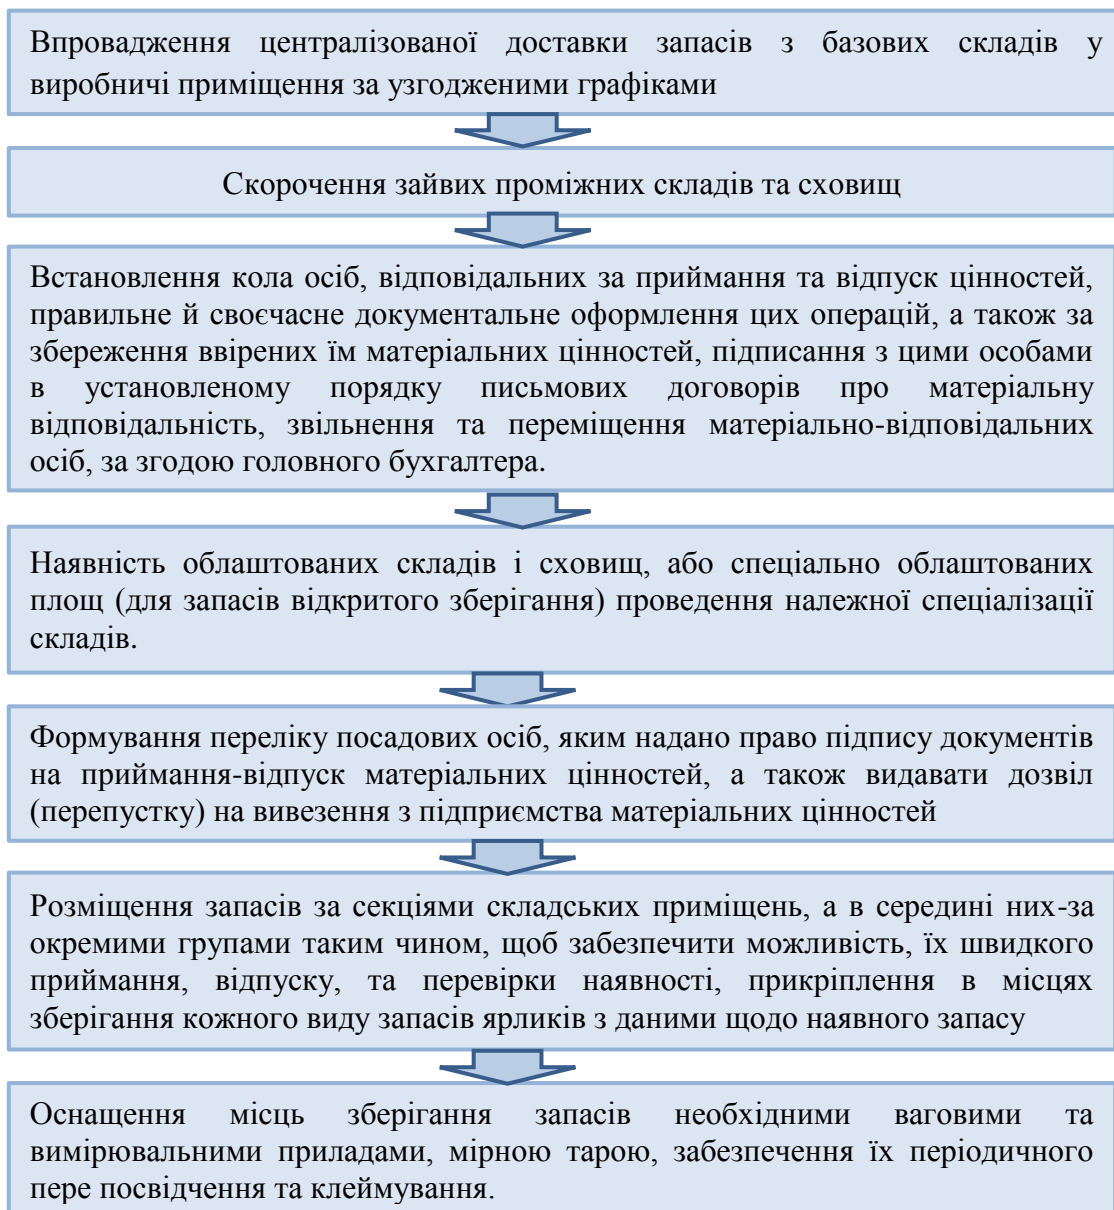 Впровадження централізованої доставки запасів з базових складів у
виробничі приміщення за узгодженими графіками
Скорочення зайвих проміжних складів та сховищ
Встановлення кола осіб, відповідальних за приймання та відпуск цінностей,
правильне й своєчасне документальне оформлення цих операцій, а також за
збереження ввірених їм матеріальних цінностей, підписання з цими особами
в установленому порядку письмових договорів про матеріальну
відповідальність, звільнення та переміщення матеріально-відповідальних
осіб, за згодою головного бухгалтера.
Наявність облаштованих складів і сховищ, або спеціально облаштованих
площ (для запасів відкритого зберігання) проведення належної спеціалізації
складів.
Формування переліку посадових осіб, яким надано право підпису документів
на приймання-відпуск матеріальних цінностей, а також видавати дозвіл
(перепустку) на вивезення з підприємства матеріальних цінностей
Розміщення запасів за секціями складських приміщень, а в середині них-за
окремими групами таким чином, щоб забезпечити можливість, їх швидкого
приймання, відпуску, та перевірки наявності, прикріплення в місцях
зберігання кожного виду запасів ярликів з даними щодо наявного запасу
Оснащення місць зберігання запасів необхідними ваговими та
вимірювальними приладами, мірною тарою, забезпечення їх періодичного
пере посвідчення та клеймування.